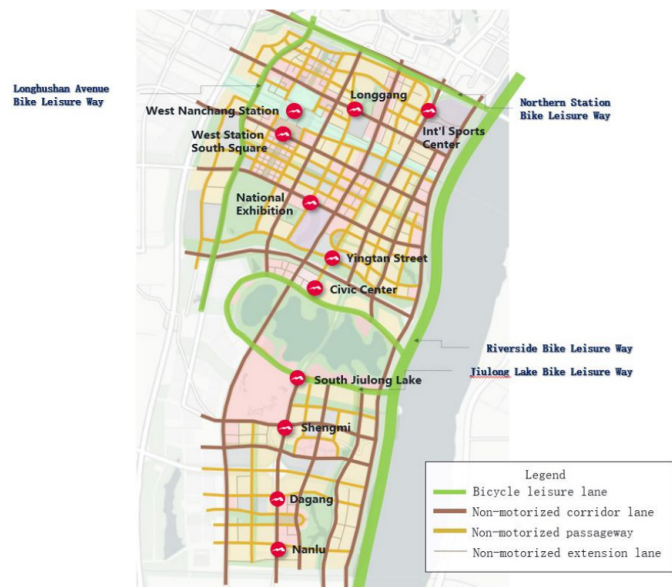 Longhushan Avenue
Bike Leisure Way
West Nanchang Station
Longgang
Northern Station
Bike Leisure Way
West Station
South Square
Int'l Sports
Center
National
Exhibition
Yingtan Street
Civic Center
Riverside Bike Leisure Way
Jiulong Lake Bike Leisure Way
South Jiulong Lake
Shengmi
Dagang
Nanlu
Legend
Bicycle leisure lane
Non-motorized corridor lane
Non-motorized passageway
Non-motorized extension lane